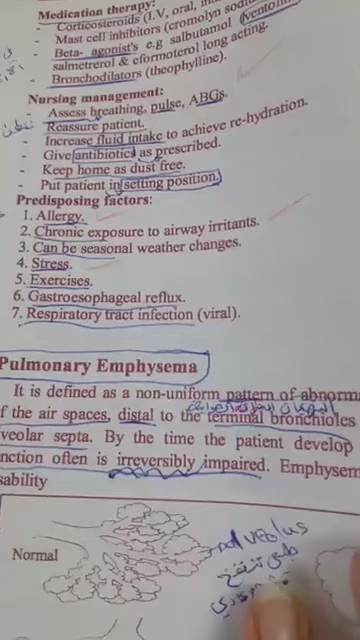 Medication therapy:
- Corticosteroids (I.V, oral,
- Mast cell inhibitors (cromolyn
- Beta- agonist's e.g salbutamol (ventolin
salmetrerol & eformoterol long acting.
- Bronchodilators (theophylline).
Nursing management:
- Assess breathing, pulse, ABGs.
- Reassure patient. تطمن
- Increase fluid intake to achieve re-hydration.
- Give antibiotics as prescribed.
- Keep home as dust free.
- Put patient in setting position.
Predisposing factors:
1. Allergy.
2. Chronic exposure to airway irritants.
3. Can be seasonal weather changes.
4. Stress.
5. Exercises.
6. Gastroesophageal reflux.
7. Respiratory tract infection (viral).
Pulmonary Emphysema
It is defined as a non-uniform pattern of abnorma
f the air spaces, distal to the terminal bronchioles
veolar septa. By the time the patient develop
nction often is irreversibly impaired. Emphysem
sability
Normal